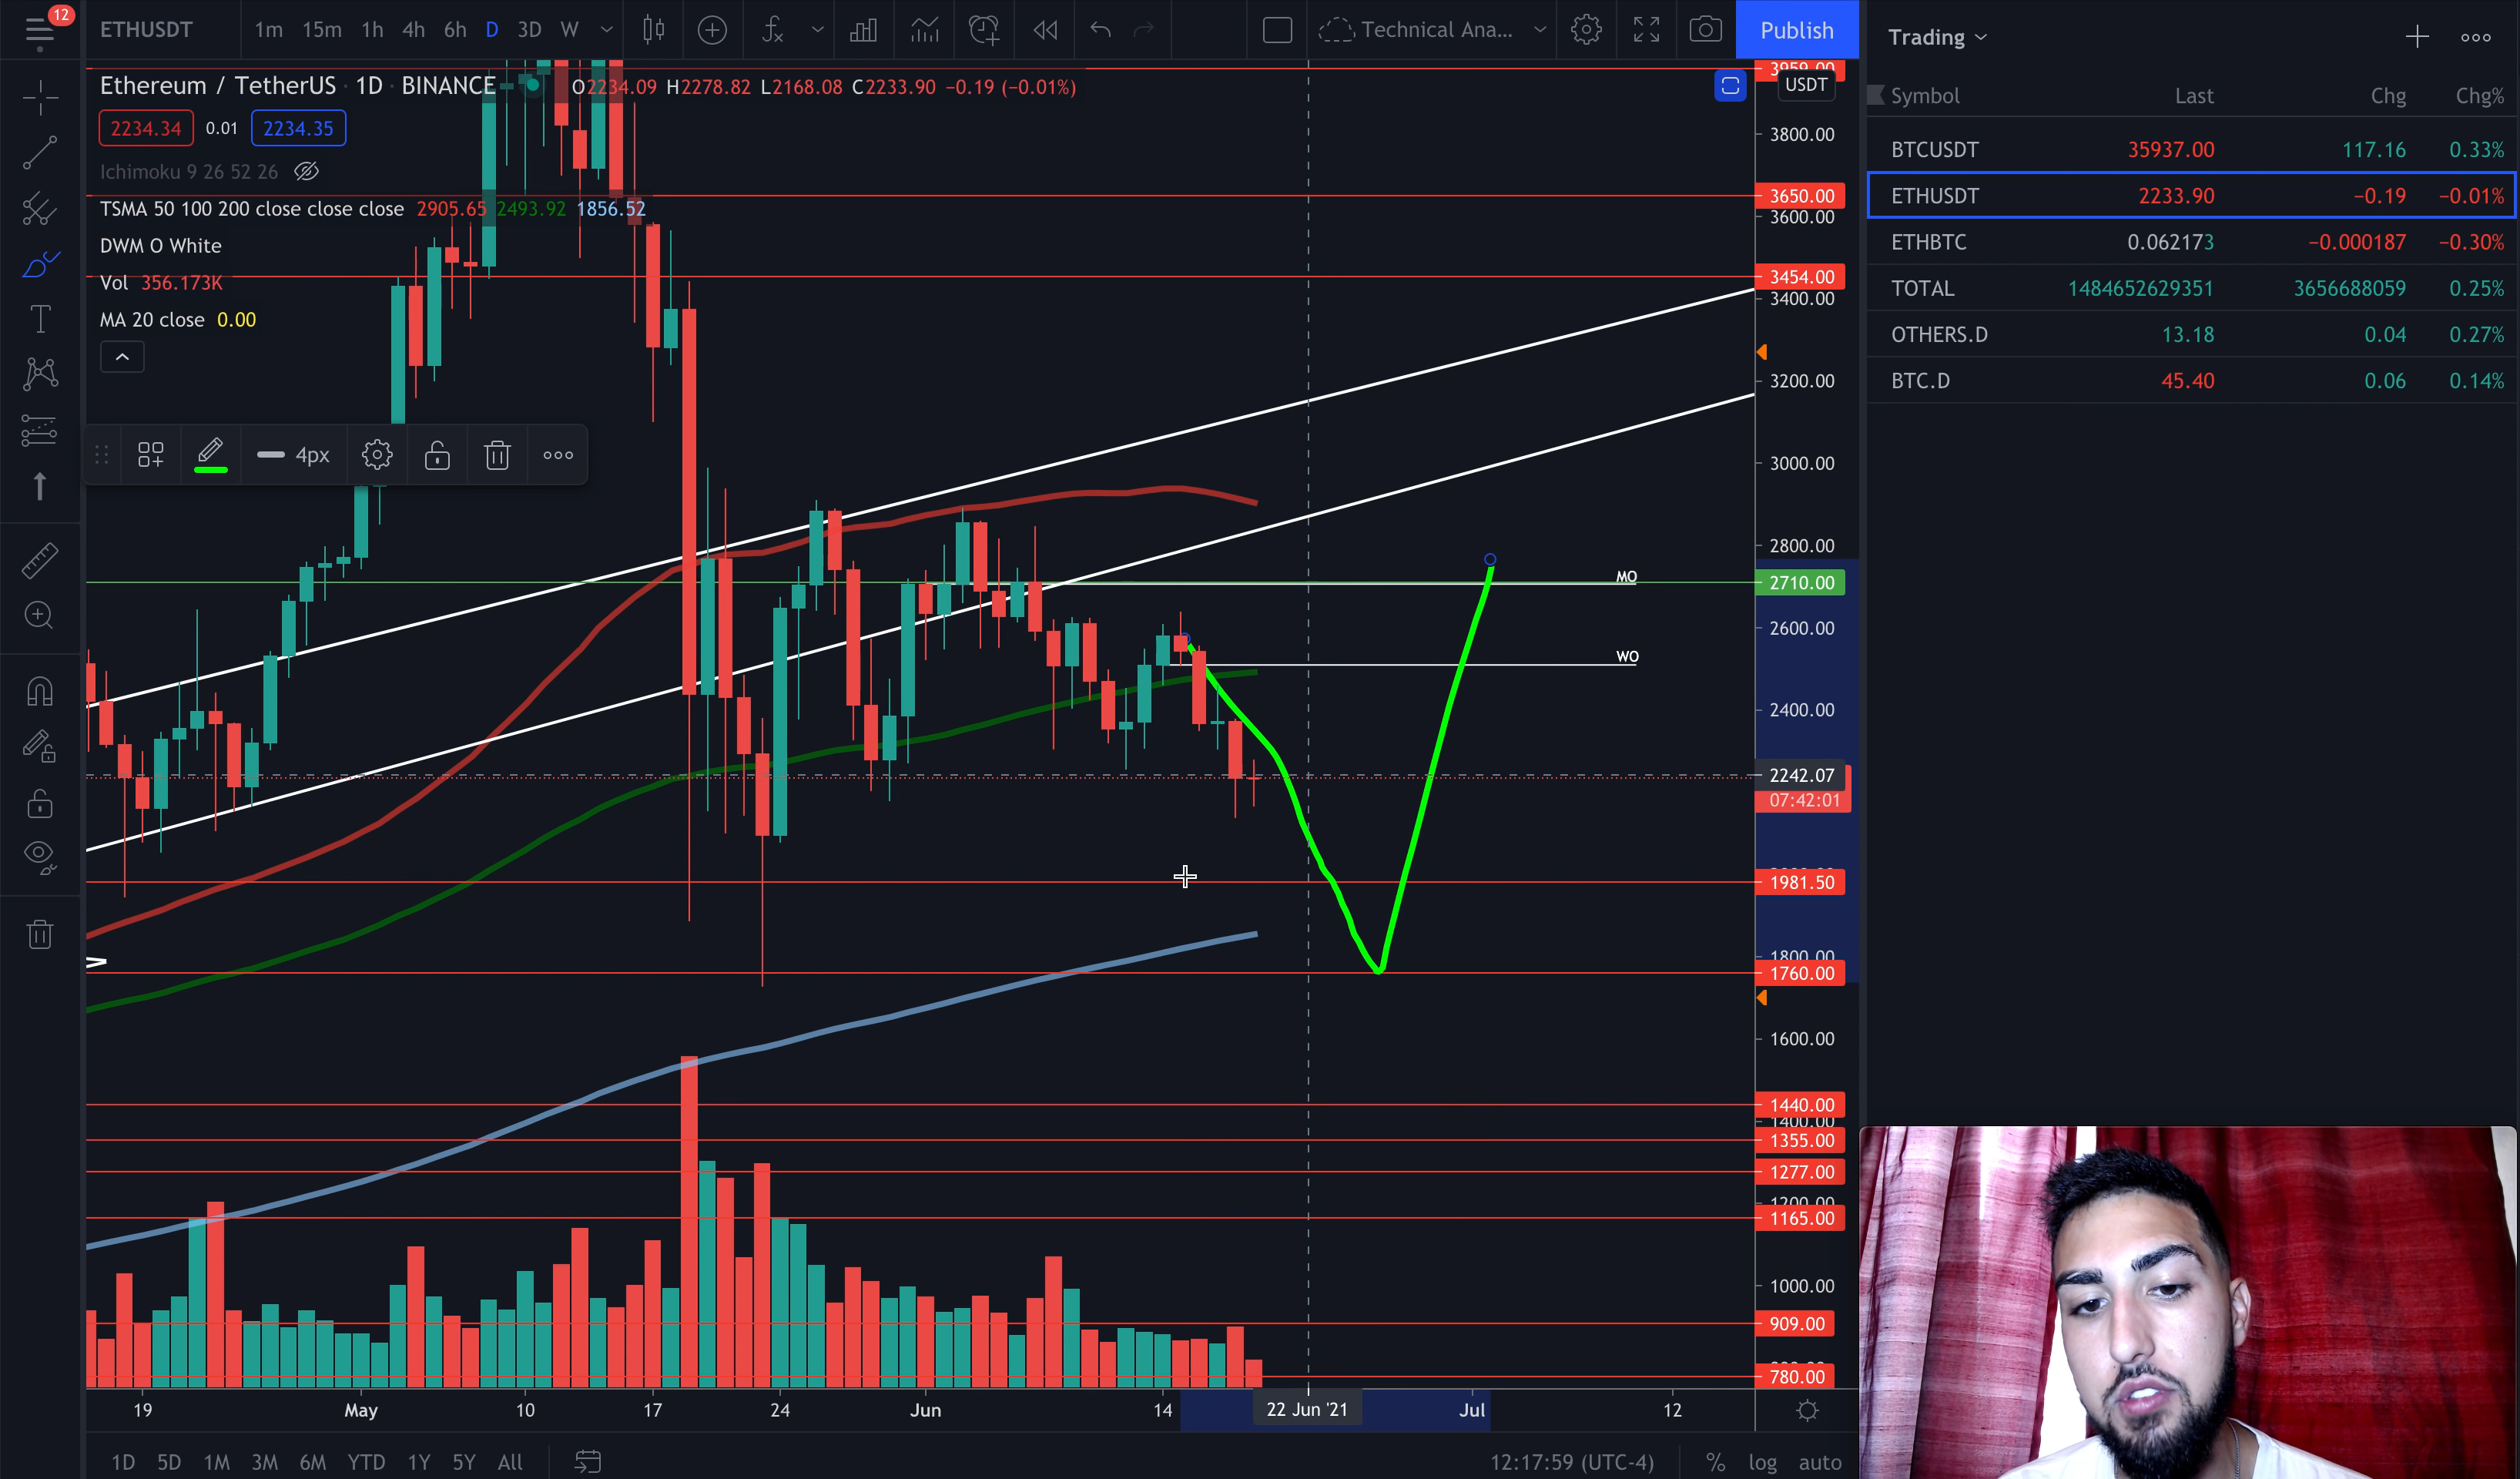 12
ETHUSDT 1m 15m 1h 4h 6h D 3D W Technical Ana... Publish
Ethereum / TetherUS · 1D · BINANCE O2234.09 H2278.82 L2168.08 C2233.90 −0.19 (−0.01%)
2234.34 0.01 2234.35
Ichimoku 9 26 52 26
TSMA 50 100 200 close close close 2905.65 2493.92 1856.52
DWM O White
Vol 356.173K
MA 20 close 0.00
4px
MO
WO
3959.00
USDT
3800.00
3650.00
3600.00
3454.00
3400.00
3200.00
3000.00
2800.00
2710.00
2600.00
2400.00
2242.07
07:42:01
1981.50
1800.00
1760.00
1600.00
1440.00
1400.00
1355.00
1277.00
1200.00
1165.00
1000.00
909.00
780.00
19 May 10 17 24 Jun 14 22 Jun '21 Jul 12
1D 5D 1M 3M 6M YTD 1Y 5Y All 12:17:59 (UTC-4) % log auto
Trading
Symbol Last Chg Chg%
BTCUSDT 35937.00 117.16 0.33%
ETHUSDT 2233.90 −0.19 −0.01%
ETHBTC 0.062173 −0.000187 −0.30%
TOTAL 1484652629351 3656688059 0.25%
OTHERS.D 13.18 0.04 0.27%
BTC.D 45.40 0.06 0.14%